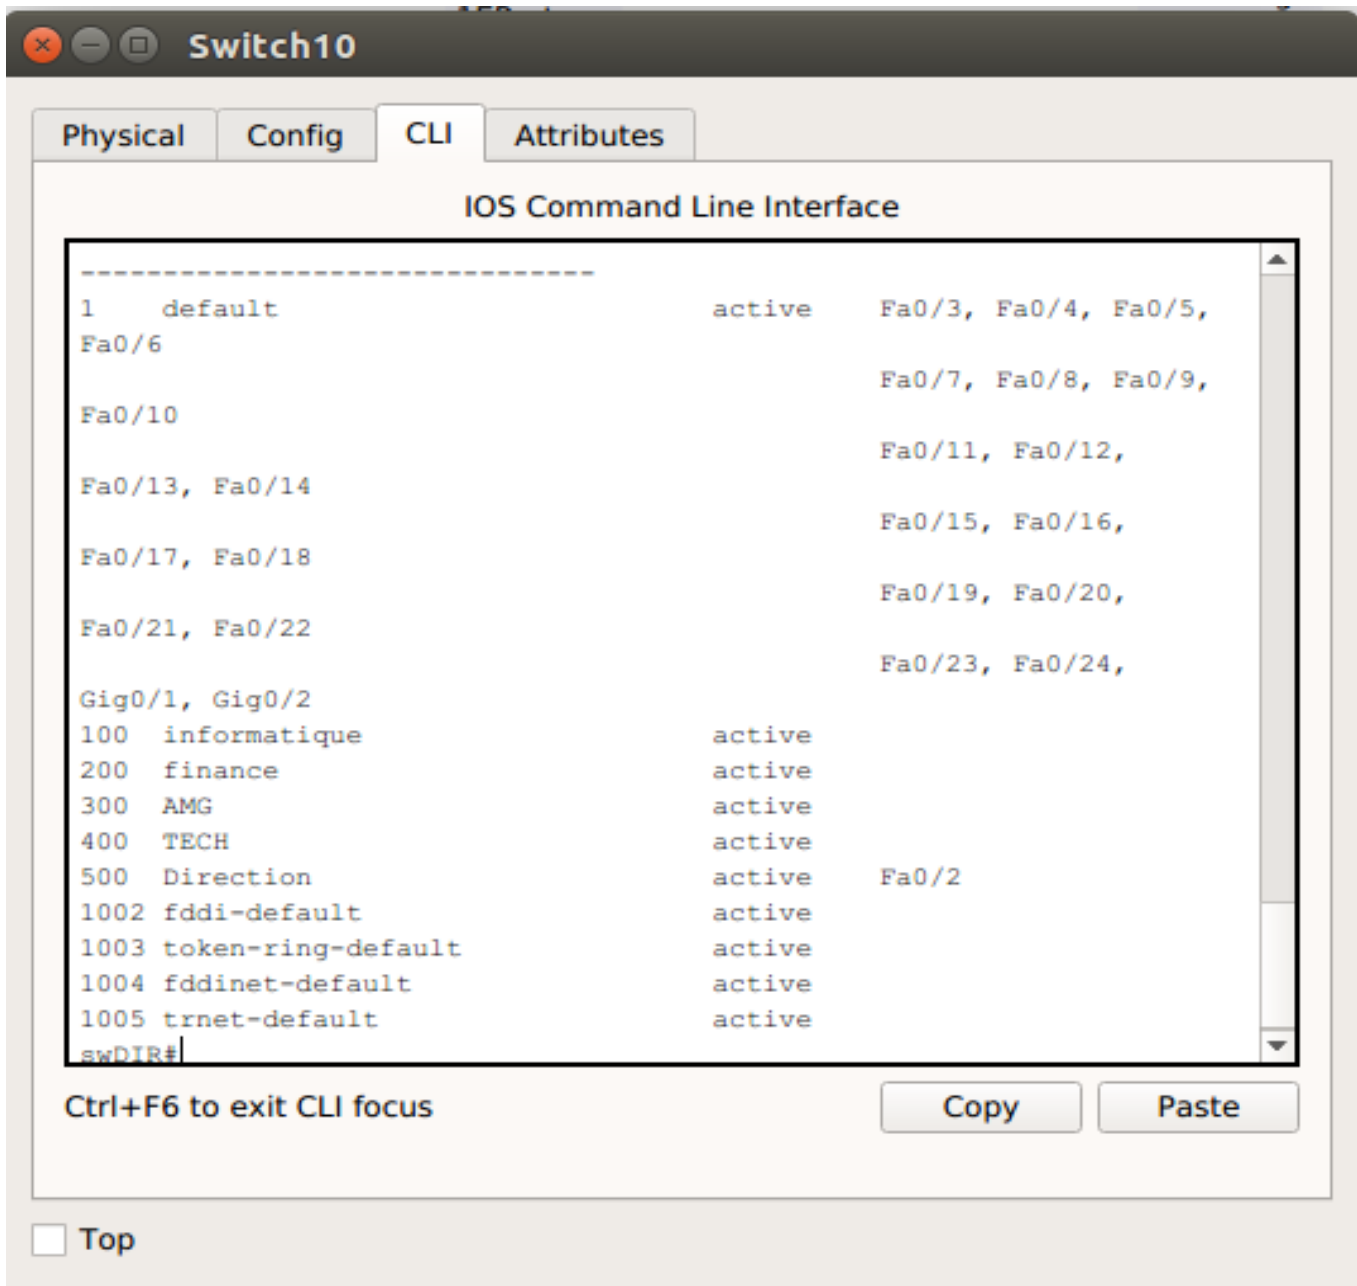 Switch10
Physical Config CLI Attributes
IOS Command Line Interface
-------------------------------
1    default                          active    Fa0/3, Fa0/4, Fa0/5,
Fa0/6
                                                Fa0/7, Fa0/8, Fa0/9,
Fa0/10
                                                Fa0/11, Fa0/12,
Fa0/13, Fa0/14
                                                Fa0/15, Fa0/16,
Fa0/17, Fa0/18
                                                Fa0/19, Fa0/20,
Fa0/21, Fa0/22
                                                Fa0/23, Fa0/24,
Gig0/1, Gig0/2
100  informatique                     active
200  finance                          active
300  AMG                              active
400  TECH                             active
500  Direction                        active    Fa0/2
1002 fddi-default                     active
1003 token-ring-default               active
1004 fddinet-default                  active
1005 trnet-default                    active
swDIR#
Ctrl+F6 to exit CLI focus
Copy Paste
Top